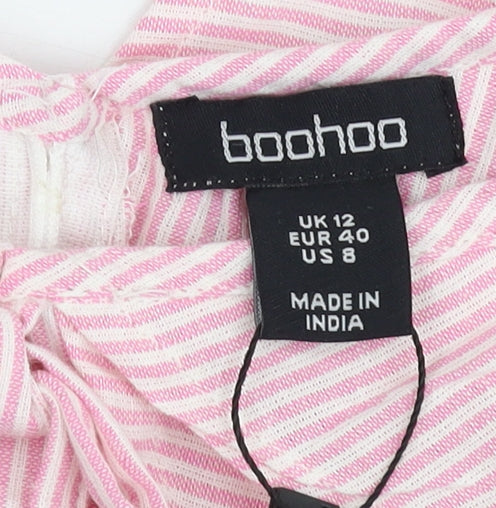 boohoo
UK 12
EUR 40
US 8
MADE IN
INDIA